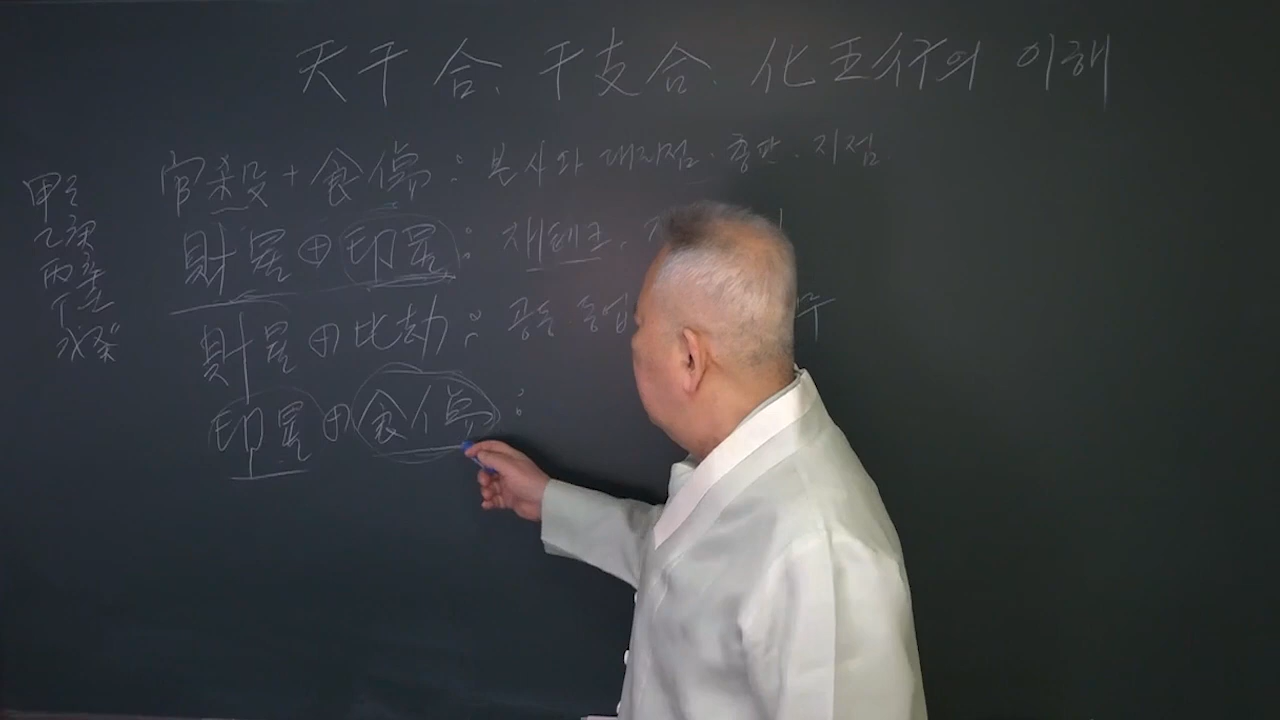 天干 合、干支合、化五行의 이해
官殺 + 食傷 : 본사와 대리점. 총판. 지점
財星 ⊕ 印星 : 재테크.
財星 ⊕ 比劫 : 공동
印星 ⊕ 食傷 :
甲己
乙庚
丙辛
丁壬
戊癸